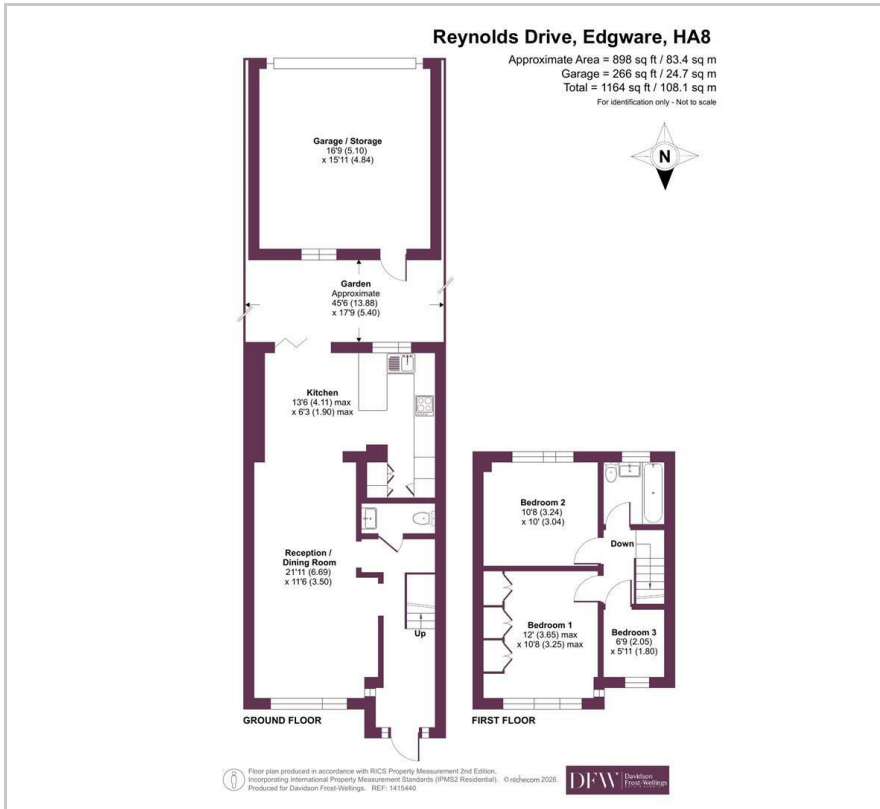 Reynolds Drive, Edgware, HA8
Approximate Area = 898 sq ft / 83.4 sq m
Garage = 266 sq ft / 24.7 sq m
Total = 1164 sq ft / 108.1 sq m
For identification only - Not to scale
N
Garage / Storage
16'9 (5.10)
x 15'11 (4.84)
Garden
Approximate
45'6 (13.88)
x 17'9 (5.40)
Kitchen
13'6 (4.11) max
x 6'3 (1.90) max
Reception /
Dining Room
21'11 (6.69)
x 11'6 (3.50)
Up
GROUND FLOOR
Bedroom 2
10'8 (3.24)
x 10' (3.04)
Down
Bedroom 1
12' (3.65) max
x 10'8 (3.25) max
Bedroom 3
6'9 (2.05)
x 5'11 (1.80)
FIRST FLOOR
Floor plan produced in accordance with RICS Property Measurement 2nd Edition,
Incorporating International Property Measurement Standards (IPMS2 Residential). © nichecom 2026.
Produced for Davidson Frost-Wellings. REF: 1415440
DFW
Davidson
Frost-Wellings